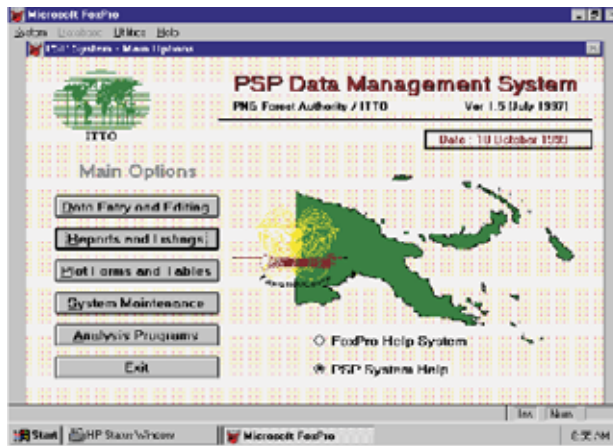 Microsoft FoxPro
System Database Utilities Help
PSP System - Main Options
PSP Data Management System
PNG Forest Authority / ITTO Ver 1.5 (July 1997)
ITTO
Date : 10 October 1998
Main Options
Data Entry and Editing
Reports and Listings
Plot Forms and Tables
System Maintenance
Analysis Programs
Exit
FoxPro Help System
PSP System Help
Ins Num
Start HP Status Window Microsoft FoxPro AM